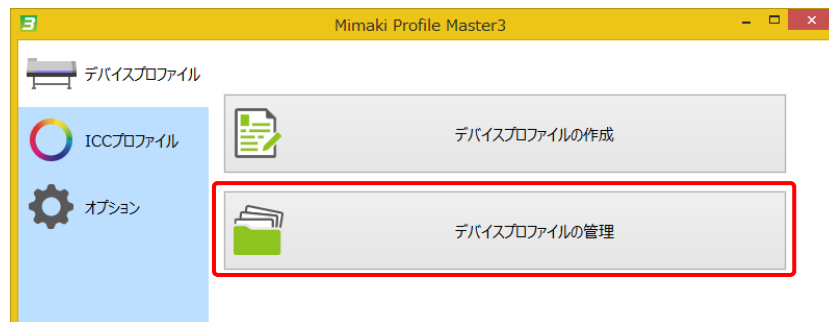 3
Mimaki Profile Master3
デバイスプロファイル
ICCプロファイル
オプション
デバイスプロファイルの作成
デバイスプロファイルの管理